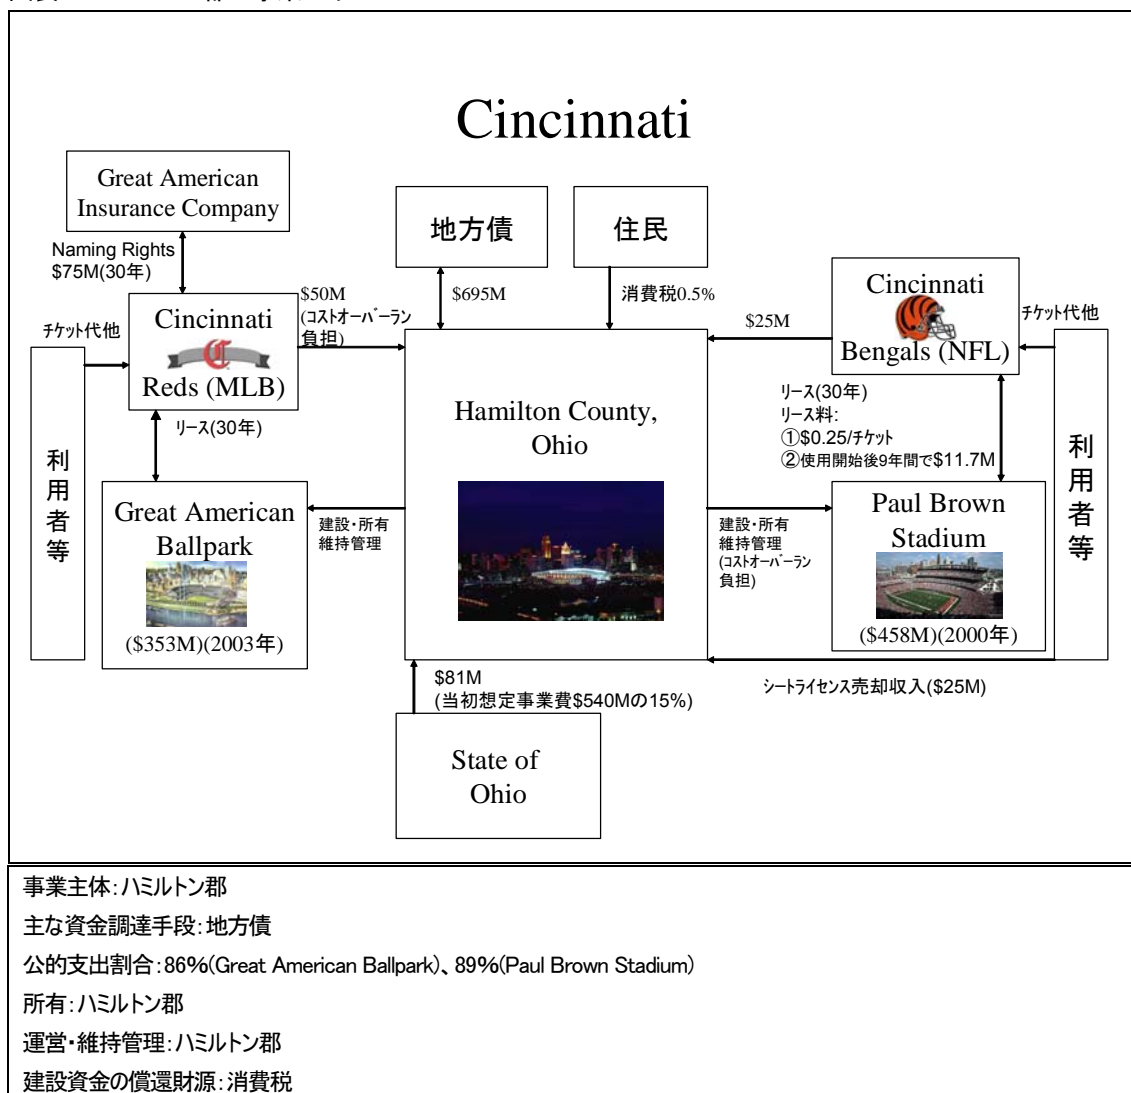 Cincinnati
Great American
Insurance Company
Naming Rights
$75M(30年)
地方債
住民
$695M
消費税0.5%
$50M
(コストオーバーラン
負担)
チケット代他
Cincinnati
C
Reds (MLB)
リース(30年)
Cincinnati
Bengals (NFL)
$25M
チケット代他
リース(30年)
リース料:
①$0.25/チケット
②使用開始後9年間で$11.7M
Hamilton County,
Ohio
利用者等
利用者等
Great American
Ballpark
($353M)(2003年)
建設・所有
維持管理
建設・所有
維持管理
(コストオーバーラン
負担)
Paul Brown
Stadium
($458M)(2000年)
シートライセンス売却収入($25M)
$81M
(当初想定事業費$540Mの15%)
State of
Ohio
事業主体:ハミルトン郡
主な資金調達手段:地方債
公的支出割合:86%(Great American Ballpark)、89%(Paul Brown Stadium)
所有:ハミルトン郡
運営・維持管理:ハミルトン郡
建設資金の償還財源:消費税